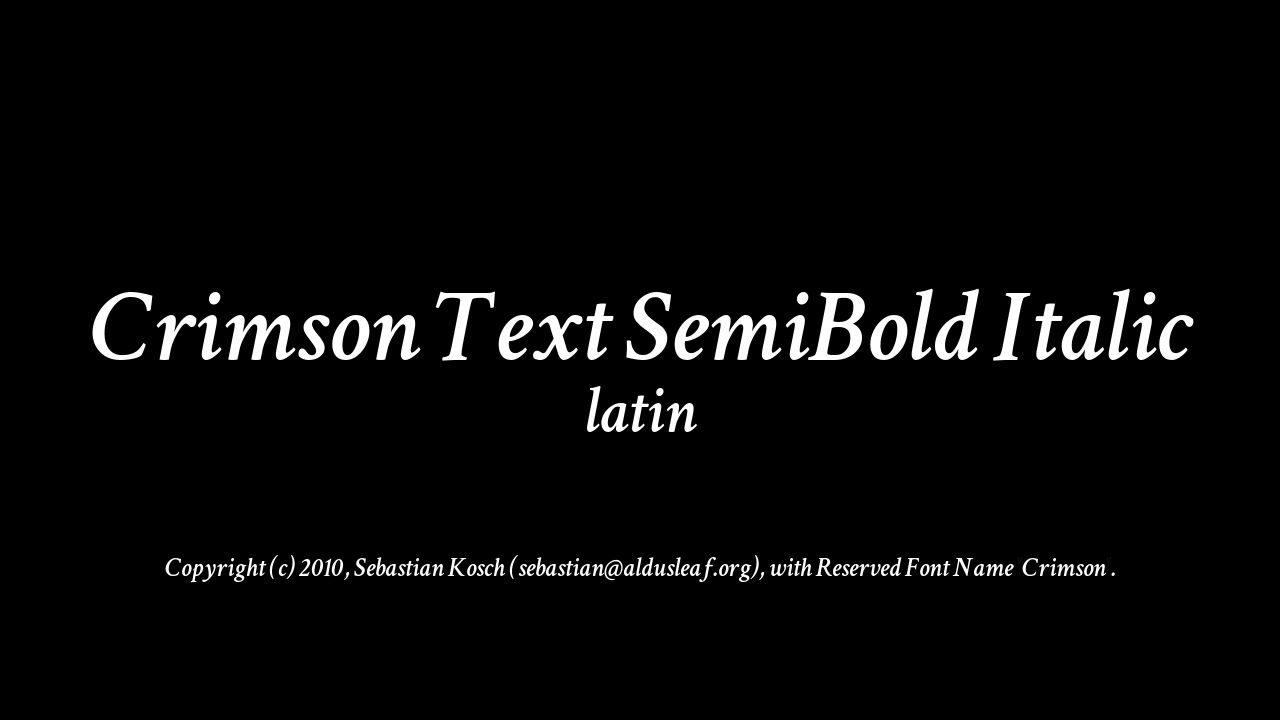 Crimson Text SemiBold Italic
latin
Copyright (c) 2010, Sebastian Kosch (sebastian@aldusleaf.org), with Reserved Font Name Crimson .